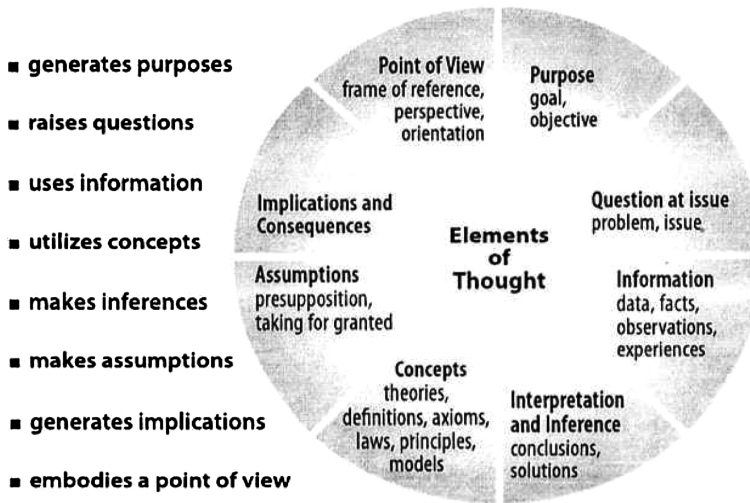 ■ generates purposes
■ raises questions
■ uses information
■ utilizes concepts
■ makes inferences
■ makes assumptions
■ generates implications
■ embodies a point of view
Elements
of
Thought
Point of View
frame of reference,
perspective,
orientation
Purpose
goal,
objective
Question at issue
problem, issue
Information
data, facts,
observations,
experiences
Interpretation
and Inference
conclusions,
solutions
Concepts
theories,
definitions, axioms,
laws, principles,
models
Assumptions
presupposition,
taking for granted
Implications and
Consequences